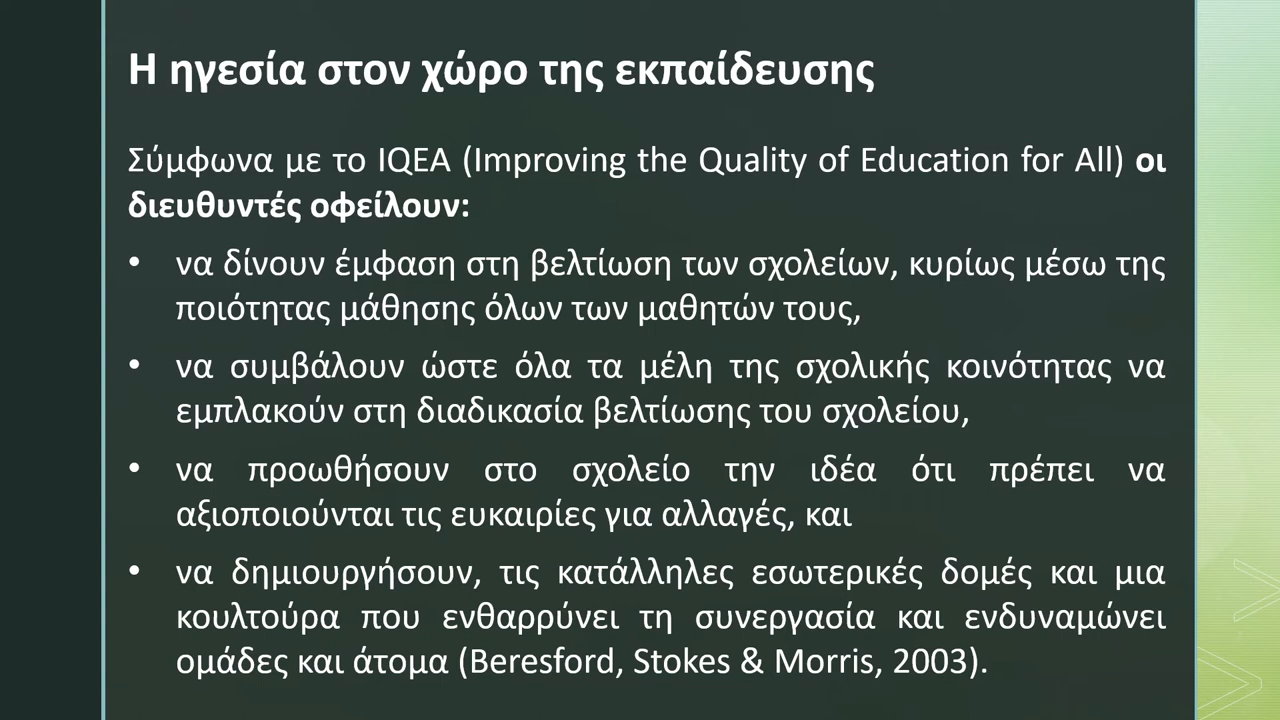 Η ηγεσία στον χώρο της εκπαίδευσης
Σύμφωνα με το IQEA (Improving the Quality of Education for All) οι
διευθυντές οφείλουν:
• να δίνουν έμφαση στη βελτίωση των σχολείων, κυρίως μέσω της
ποιότητας μάθησης όλων των μαθητών τους,
• να συμβάλουν ώστε όλα τα μέλη της σχολικής κοινότητας να
εμπλακούν στη διαδικασία βελτίωσης του σχολείου,
• να προωθήσουν στο σχολείο την ιδέα ότι πρέπει να
αξιοποιούνται τις ευκαιρίες για αλλαγές, και
• να δημιουργήσουν, τις κατάλληλες εσωτερικές δομές και μια
κουλτούρα που ενθαρρύνει τη συνεργασία και ενδυναμώνει
ομάδες και άτομα (Beresford, Stokes & Morris, 2003).